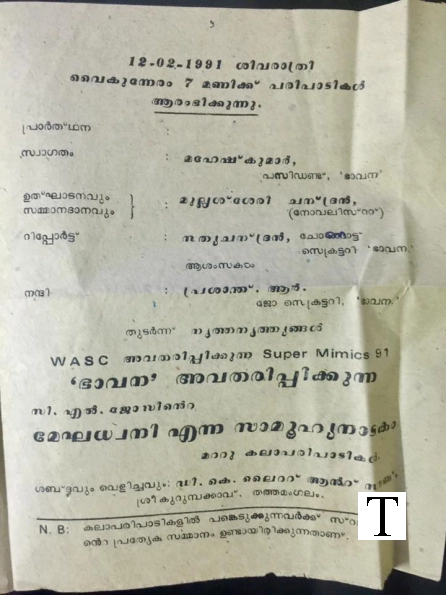 12-02-1991 ശിവരാത്രി
വൈകുന്നേരം 7 മണിക്ക് പരിപാടികൾ
ആരംഭിക്കുന്നു.
പ്രാർത്ഥന
സ്വാഗതം : മഹേഷ്കുമാർ,
പ്രസിഡണ്ട്, 'ഭാവന'
ഉത്ഘാടനവും
സമ്മാനദാനവും : മുല്ലശ്ശേരി ചന്ദ്രൻ,
(നോവലിസ്ററ്)
റിപ്പോർട്ട് : സത്യചന്ദ്രൻ,
സെക്രട്ടറി 'ഭാവന.'
ആശംസകൾ
നന്ദി : പ്രശാന്ത്. ആർ.
ജോ സെക്രട്ടറി, 'ഭാവന.'
തുടർന്ന് നൃത്തനൃത്യങ്ങൾ
WASC അവതരിപ്പിക്കുന്ന Super Mimics 91
'ഭാവന' അവതരിപ്പിക്കുന്ന
സി. എൽ. ജോസിൻെറ
മേഘധ്വനി എന്ന സാമൂഹ്യനാടകം
മററു കലാപരിപാടികൾ.
ശബ്ദവും വെളിച്ചവും: വി. കെ. ലൈററ് ആൻറ്
ശ്രീകുറുമ്പക്കാവ്. തത്തമംഗലം.
N. B: കലാപരിപാടികളിൽ പങ്കെടുക്കുന്നവർക്ക്
ൻെറ പ്രത്യേക സമ്മാനം ഉണ്ടായിരിക്കുന്നതാണ്.
T